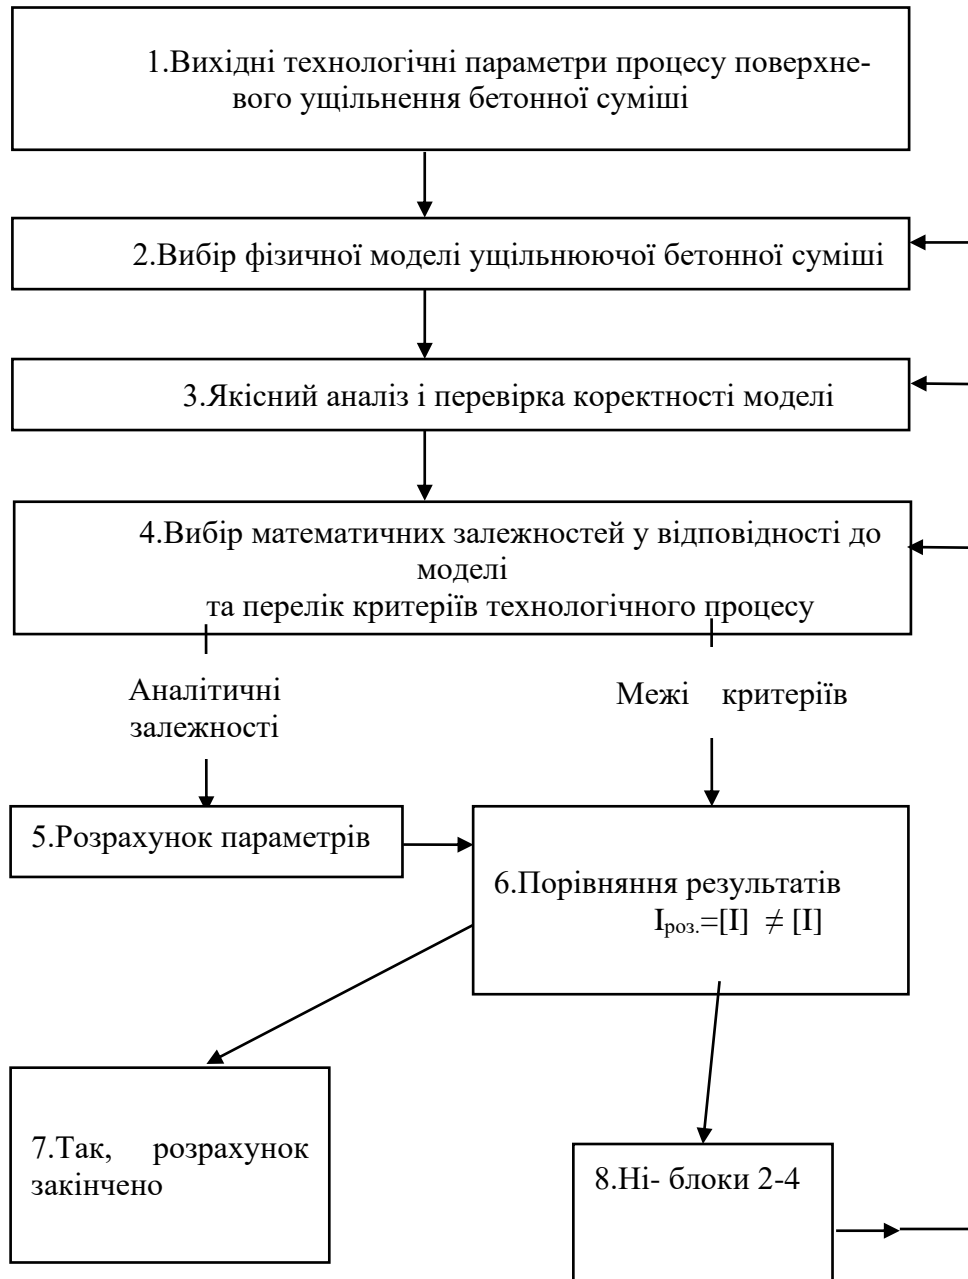 1.Вихідні технологічні параметри процесу поверхне-
вого ущільнення бетонної суміші
2.Вибір фізичної моделі ущільнюючої бетонної суміші
3.Якісний аналіз і перевірка коректності моделі
4.Вибір математичних залежностей у відповідності до
моделі
та перелік критеріїв технологічного процесу
Аналітичні
залежності
Межі критеріїв
5.Розрахунок параметрів
6.Порівняння результатів
Iроз.=[I] ≠ [I]
7.Так, розрахунок
закінчено
8.Ні- блоки 2-4